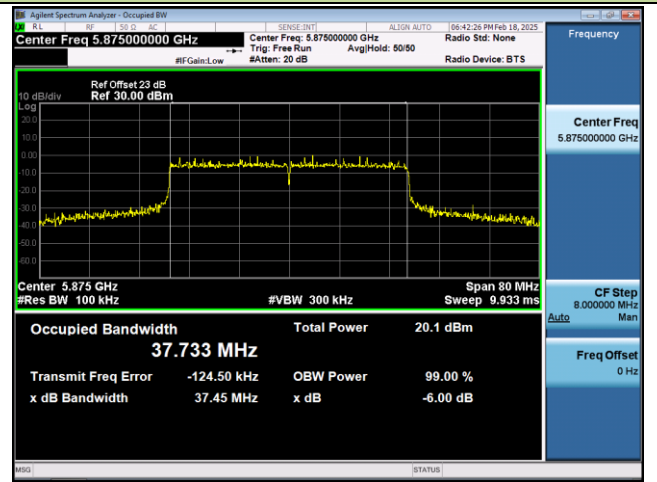 Agilent Spectrum Analyzer - Occupied BW
RL RF 50 Ω AC SENSE:INT ALIGN AUTO 06:42:26 PM Feb 18, 2025
Center Freq 5.875000000 GHz
Center Freq: 5.875000000 GHz
Radio Std: None
Trig: Free Run Avg|Hold: 50/50
#IFGain:Low #Atten: 20 dB Radio Device: BTS
Ref Offset 23 dB
10 dB/div Ref 30.00 dBm
Log
20.0
10.0
0.00
-10.0
-20.0
-30.0
-40.0
-50.0
-60.0
Center 5.875 GHz Span 80 MHz
#Res BW 100 kHz #VBW 300 kHz Sweep 9.933 ms
Occupied Bandwidth Total Power 20.1 dBm
37.733 MHz
Transmit Freq Error -124.50 kHz OBW Power 99.00 %
x dB Bandwidth 37.45 MHz x dB -6.00 dB
MSG STATUS
Frequency
Center Freq
5.875000000 GHz
CF Step
8.000000 MHz
Auto Man
Freq Offset
0 Hz